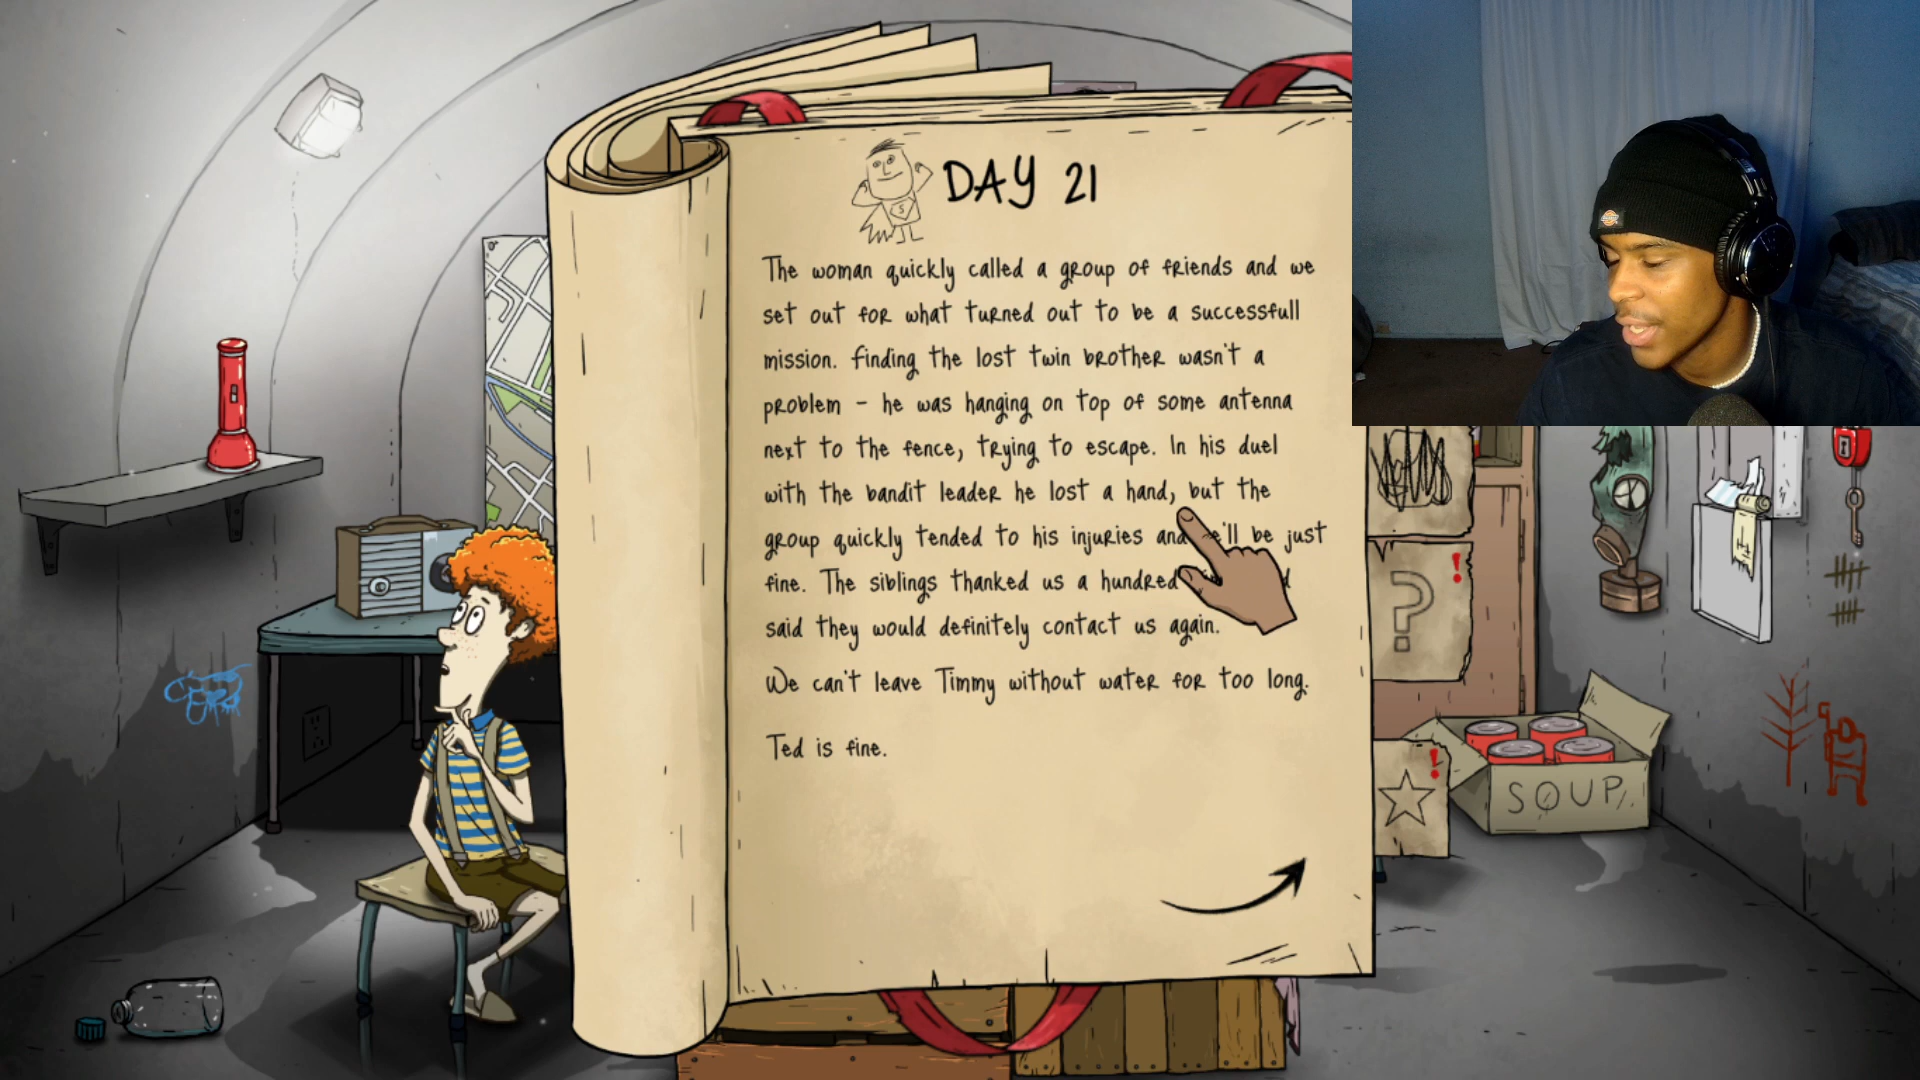 DAY 21
The woman quickly called a group of friends and we
set out for what turned out to be a successfull
mission. finding the lost twin brother wasn't a
problem - he was hanging on top of some antenna
next to the fence, trying to escape. In his duel
with the bandit leader he lost a hand, but the
group quickly tended to his injuries and 'll be just
fine. The siblings thanked us a hundred
said they would definitely contact us again.
We can't leave Timmy without water for too long.
Ted is fine.
SOUP